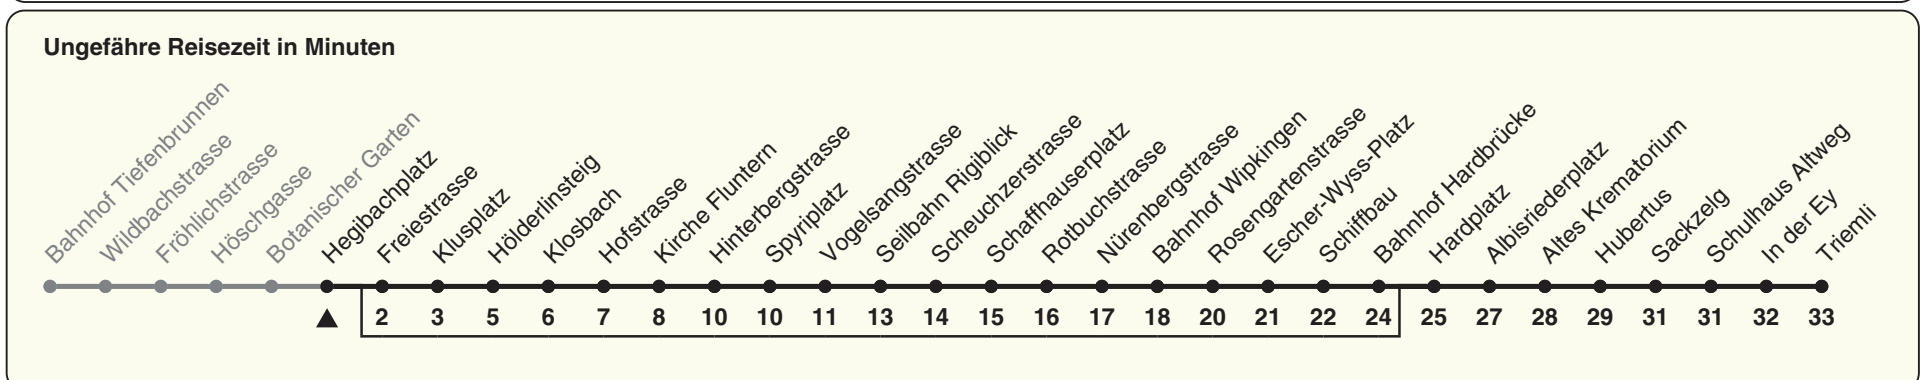 Ungefähre Reisezeit in Minuten
Bahnhof Tiefenbrunnen
Wildbachstrasse
Fröhlichstrasse
Höschgasse
Botanischer Garten
Hegibachplatz
Freiestrasse
Klusplatz
Hölderlinsteig
Klosbach
Hofstrasse
Kirche Fluntern
Hinterbergstrasse
Spyriplatz
Vogelsangstrasse
Seilbahn Rigiblick
Scheuchzerstrasse
Schaffhauserplatz
Rotbuchstrasse
Nürenbergstrasse
Bahnhof Wipkingen
Rosengartenstrasse
Escher-Wyss-Platz
Schiffbau
Bahnhof Hardbrücke
Hardplatz
Albisriederplatz
Altes Krematorium
Hubertus
Sackzelg
Schulhaus Altweg
In der Ey
Triemli
2 3 5 6 7 8 10 10 11 13 14 15 16 17 18 20 21 22 24 25 27 28 29 31 31 32 33